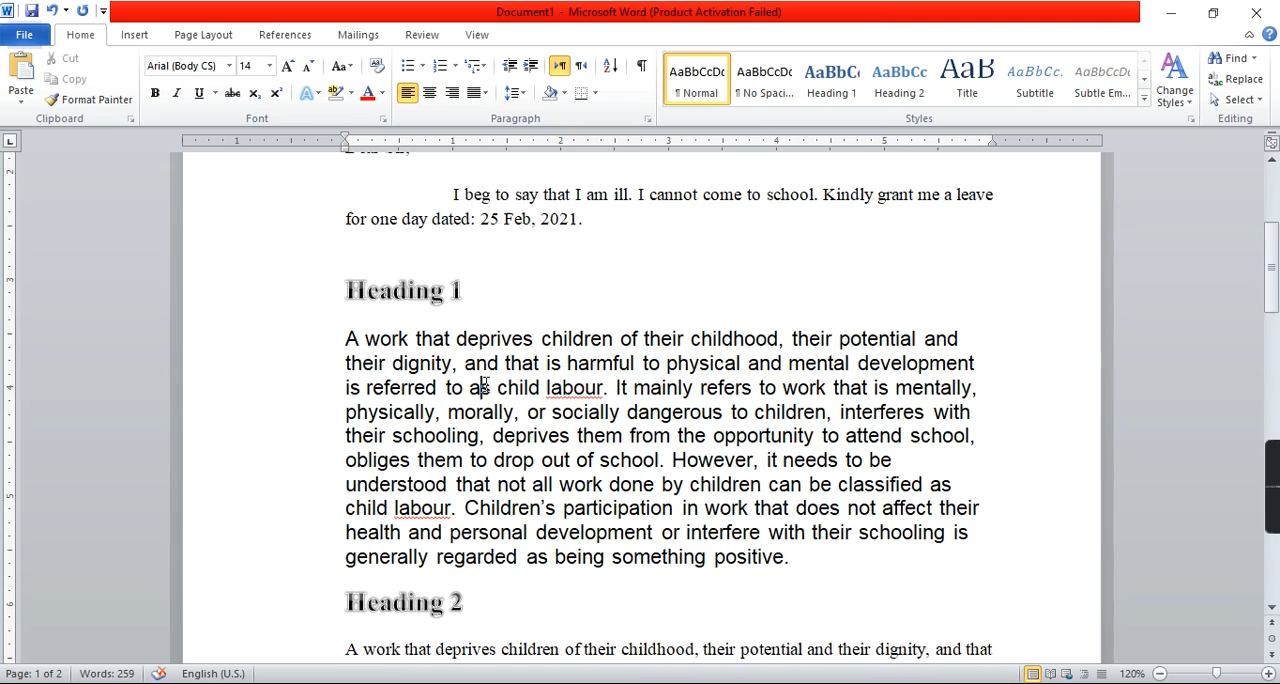 Document1 - Microsoft Word (Product Activation Failed)
File Home Insert Page Layout References Mailings Review View
Paste
Cut
Copy
Format Painter
Clipboard
Arial (Body CS) 14
Font
Paragraph
AaBbCcDc AaBbCcDc AaBbC AaBbCc AaB AaBbCc. AaBbCcDc
¶ Normal ¶ No Spaci... Heading 1 Heading 2 Title Subtitle Subtle Em...
Change Styles
Styles
Find
Replace
Select
Editing
I beg to say that I am ill. I cannot come to school. Kindly grant me a leave
for one day dated: 25 Feb, 2021.
Heading 1
A work that deprives children of their childhood, their potential and
their dignity, and that is harmful to physical and mental development
is referred to as child labour. It mainly refers to work that is mentally,
physically, morally, or socially dangerous to children, interferes with
their schooling, deprives them from the opportunity to attend school,
obliges them to drop out of school. However, it needs to be
understood that not all work done by children can be classified as
child labour. Children’s participation in work that does not affect their
health and personal development or interfere with their schooling is
generally regarded as being something positive.
Heading 2
A work that deprives children of their childhood, their potential and their dignity, and that
Page: 1 of 2 Words: 259 English (U.S.) 120%